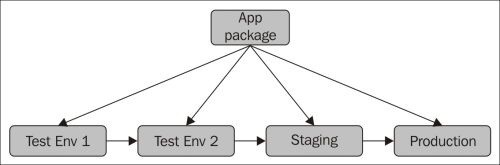 App
package
Test Env 1
Test Env 2
Staging
Production